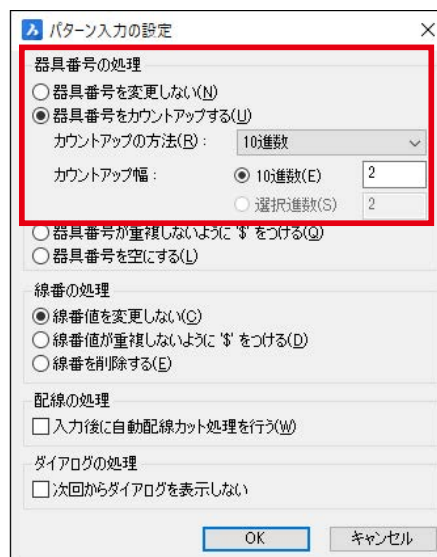 パターン入力の設定
器具番号の処理
器具番号を変更しない(N)
器具番号をカウントアップする(U)
カウントアップの方法(R): 10進数
カウントアップ幅: 10進数(E) 2
選択進数(S) 2
器具番号が重複しないように '$' をつける(Q)
器具番号を空にする(L)
線番の処理
線番値を変更しない(C)
線番値が重複しないように '$' をつける(D)
線番を削除する(E)
配線の処理
入力後に自動配線カット処理を行う(W)
ダイアログの処理
次回からダイアログを表示しない
OK キャンセル